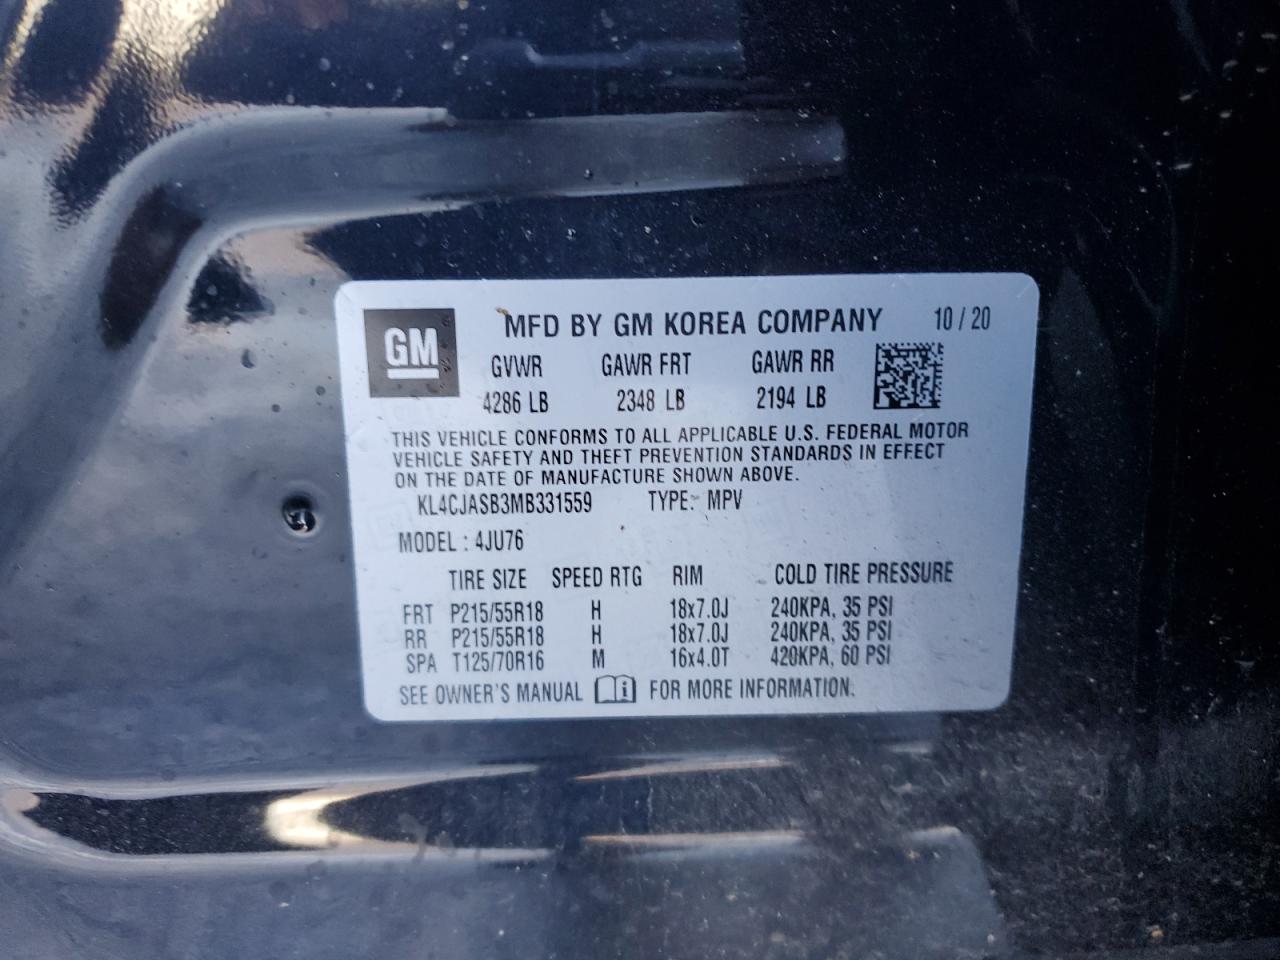 GM MFD BY GM KOREA COMPANY 10 / 20
GVWR GAWR FRT GAWR RR
4286 LB 2348 LB 2194 LB
THIS VEHICLE CONFORMS TO ALL APPLICABLE U.S. FEDERAL MOTOR
VEHICLE SAFETY AND THEFT PREVENTION STANDARDS IN EFFECT
ON THE DATE OF MANUFACTURE SHOWN ABOVE.
KL4CJASB3MB331559 TYPE: MPV
MODEL : 4JU76
TIRE SIZE SPEED RTG RIM COLD TIRE PRESSURE
FRT P215/55R18 H 18x7.0J 240KPA, 35 PSI
RR P215/55R18 H 18x7.0J 240KPA, 35 PSI
SPA T125/70R16 M 16x4.0T 420KPA, 60 PSI
SEE OWNER'S MANUAL i FOR MORE INFORMATION.